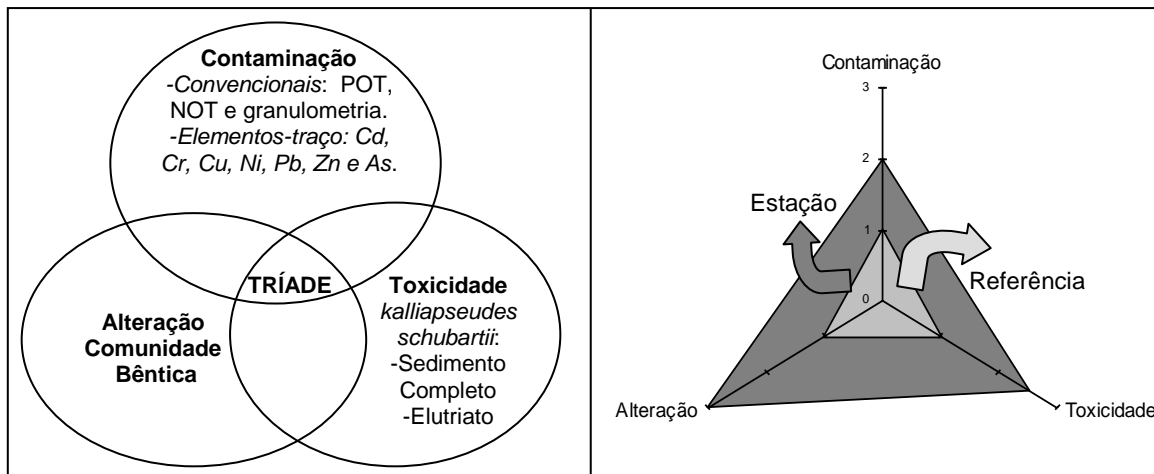 Contaminação
-Convencionais: POT,
NOT e granulometria.
-Elementos-traço: Cd,
Cr, Cu, Ni, Pb, Zn e As.
TRÍADE
Alteração
Comunidade
Bêntica
Toxicidade
kalliapseudes
schubartii:
-Sedimento
Completo
-Elutriato
Contaminação
3
2
Estação
1
Referência
0
Alteração
Toxicidade